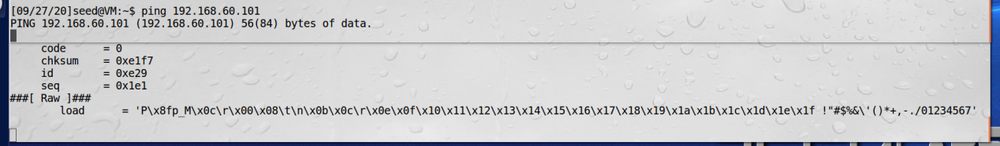 [09/27/20]seed@VM:~$ ping 192.168.60.101
PING 192.168.60.101 (192.168.60.101) 56(84) bytes of data.
code = 0
chksum = 0xe1f7
id = 0xe29
seq = 0x1e1
###[ Raw ]###
load = 'P\x8fp_M\x0c\r\x00\x08\t\n\x0b\x0c\r\x0e\x0f\x10\x11\x12\x13\x14\x15\x16\x17\x18\x19\x1a\x1b\x1c\x1d\x1e\x1f !"#$%&\'()*+,-./01234567'